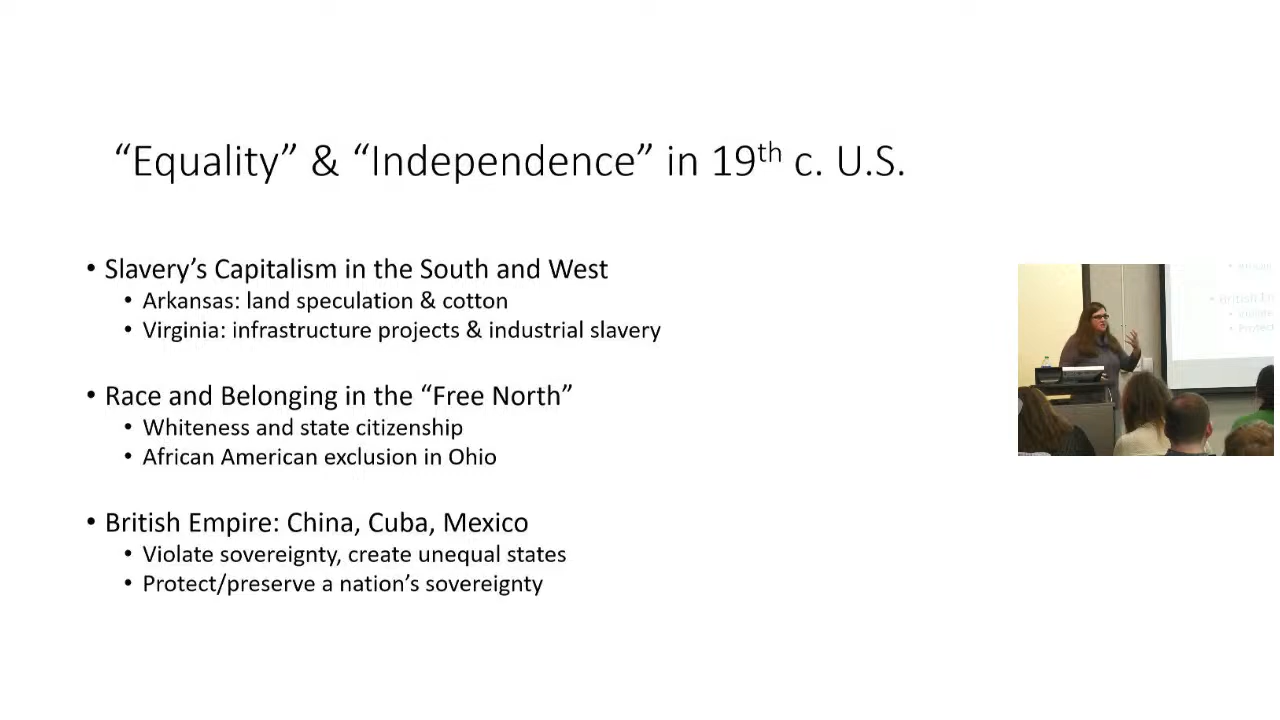 “Equality” & “Independence” in 19th c. U.S.
• Slavery’s Capitalism in the South and West
• Arkansas: land speculation & cotton
• Virginia: infrastructure projects & industrial slavery
• Race and Belonging in the “Free North”
• Whiteness and state citizenship
• African American exclusion in Ohio
• British Empire: China, Cuba, Mexico
• Violate sovereignty, create unequal states
• Protect/preserve a nation’s sovereignty